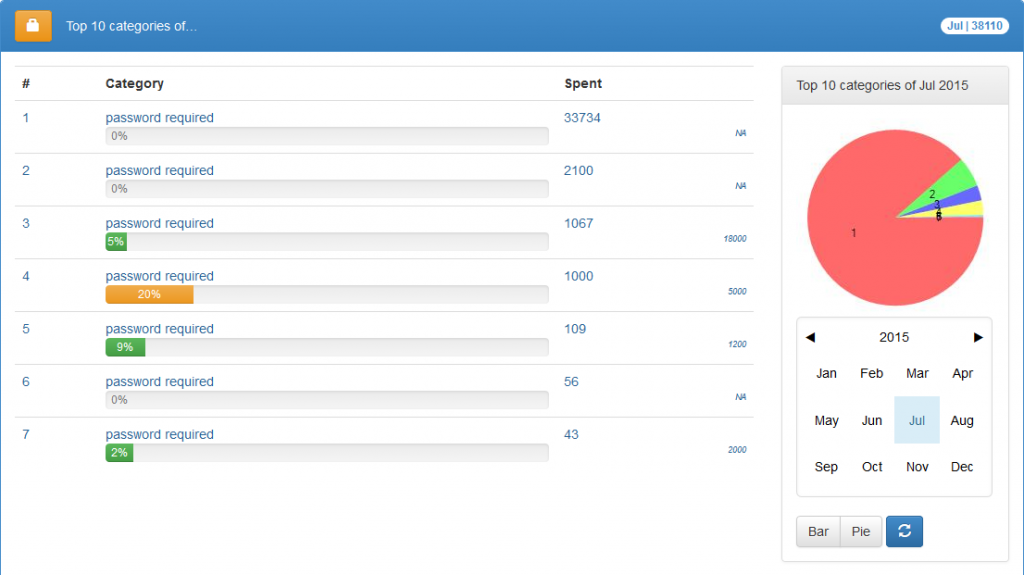 Top 10 categories of...
Jul | 38110
# Category Spent
1 password required 33734
0% NA
2 password required 2100
0% NA
3 password required 1067
5% 18000
4 password required 1000
20% 5000
5 password required 109
9% 1200
6 password required 56
0% NA
7 password required 43
2% 2000
Top 10 categories of Jul 2015
2
3
1
◀ 2015 ▶
Jan Feb Mar Apr
May Jun Jul Aug
Sep Oct Nov Dec
Bar Pie